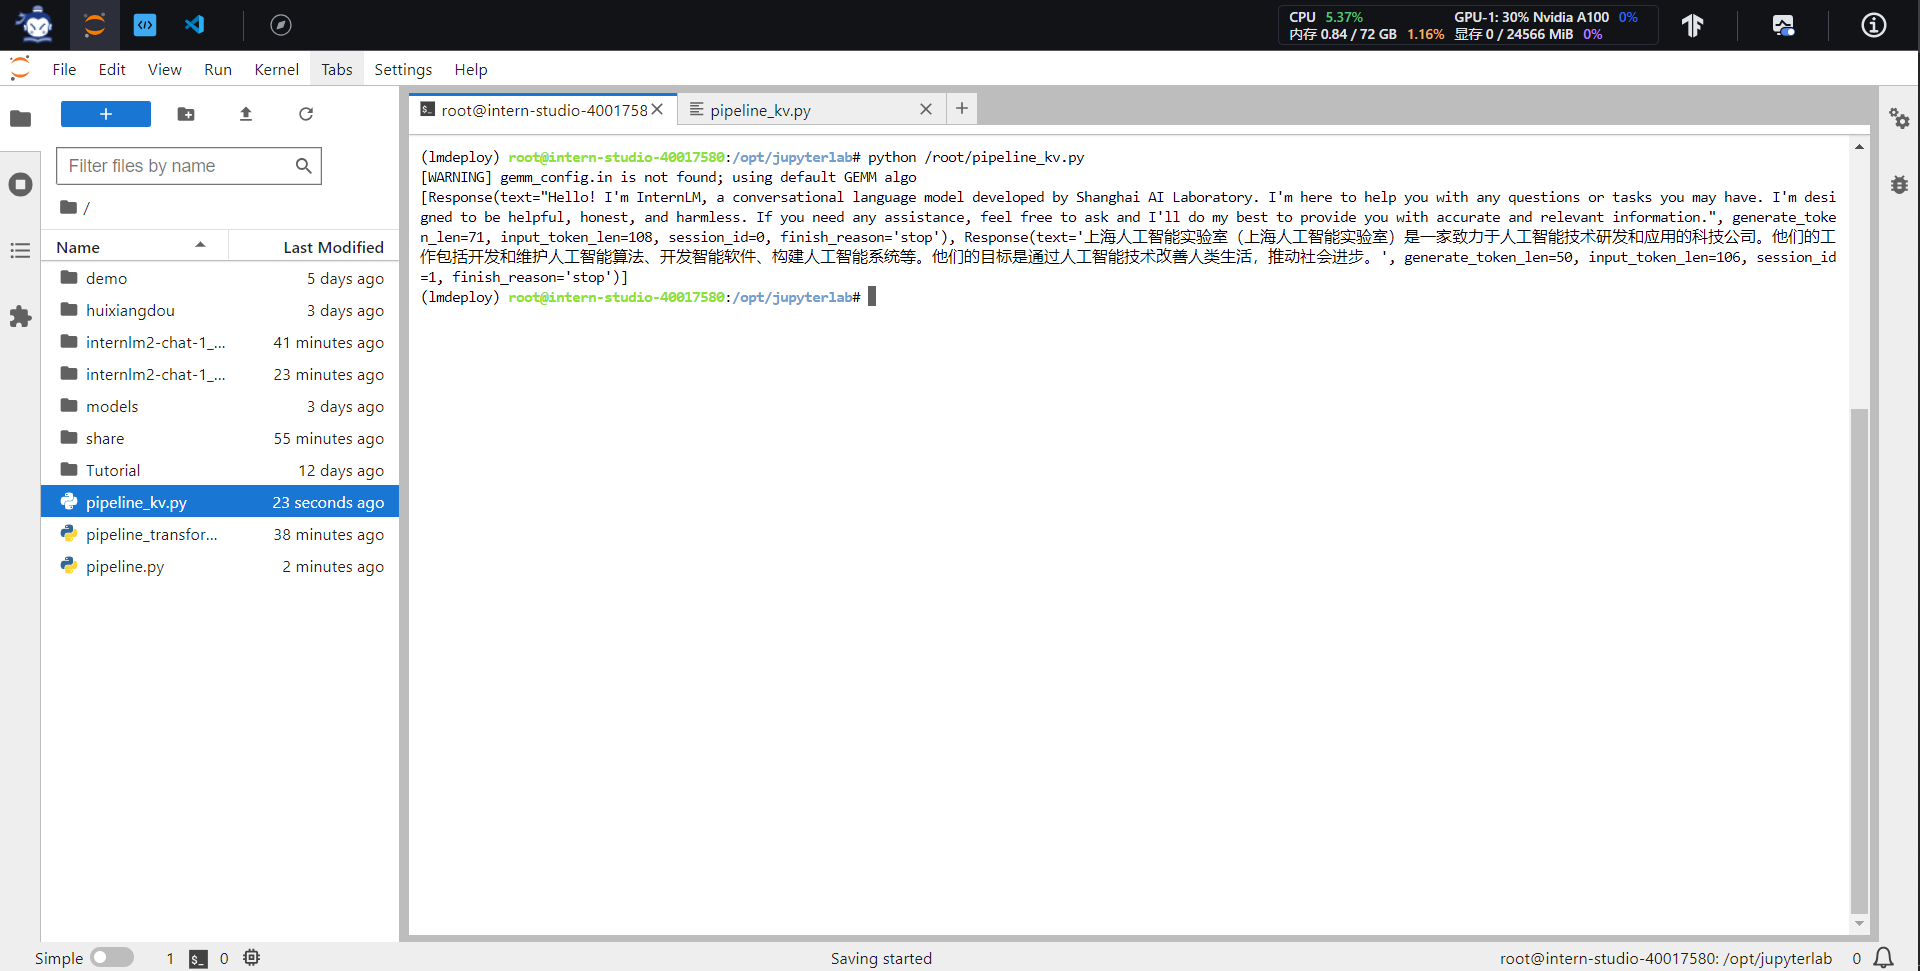 CPU 5.37% GPU-1: 30% Nvidia A100 0%
内存 0.84 / 72 GB 1.16% 显存 0 / 24566 MiB 0%
File Edit View Run Kernel Tabs Settings Help
root@intern-studio-4001758
pipeline_kv.py
Filter files by name
/
Name Last Modified
demo 5 days ago
huixiangdou 3 days ago
internlm2-chat-1_... 41 minutes ago
internlm2-chat-1_... 23 minutes ago
models 3 days ago
share 55 minutes ago
Tutorial 12 days ago
pipeline_kv.py 23 seconds ago
pipeline_transfor... 38 minutes ago
pipeline.py 2 minutes ago
(lmdeploy) root@intern-studio-40017580:/opt/jupyterlab# python /root/pipeline_kv.py
[WARNING] gemm_config.in is not found; using default GEMM algo
[Response(text="Hello! I'm InternLM, a conversational language model developed by Shanghai AI Laboratory. I'm here to help you with any questions or tasks you may have. I'm desi
gned to be helpful, honest, and harmless. If you need any assistance, feel free to ask and I'll do my best to provide you with accurate and relevant information.", generate_toke
n_len=71, input_token_len=108, session_id=0, finish_reason='stop'), Response(text='上海人工智能实验室（上海人工智能实验室）是一家致力于人工智能技术研发和应用的科技公司。他们的工
作包括开发和维护人工智能算法、开发智能软件、构建人工智能系统等。他们的目标是通过人工智能技术改善人类生活，推动社会进步。', generate_token_len=50, input_token_len=106, session_id
=1, finish_reason='stop')]
(lmdeploy) root@intern-studio-40017580:/opt/jupyterlab#
Simple 1 $_ 0 Saving started root@intern-studio-40017580: /opt/jupyterlab 0